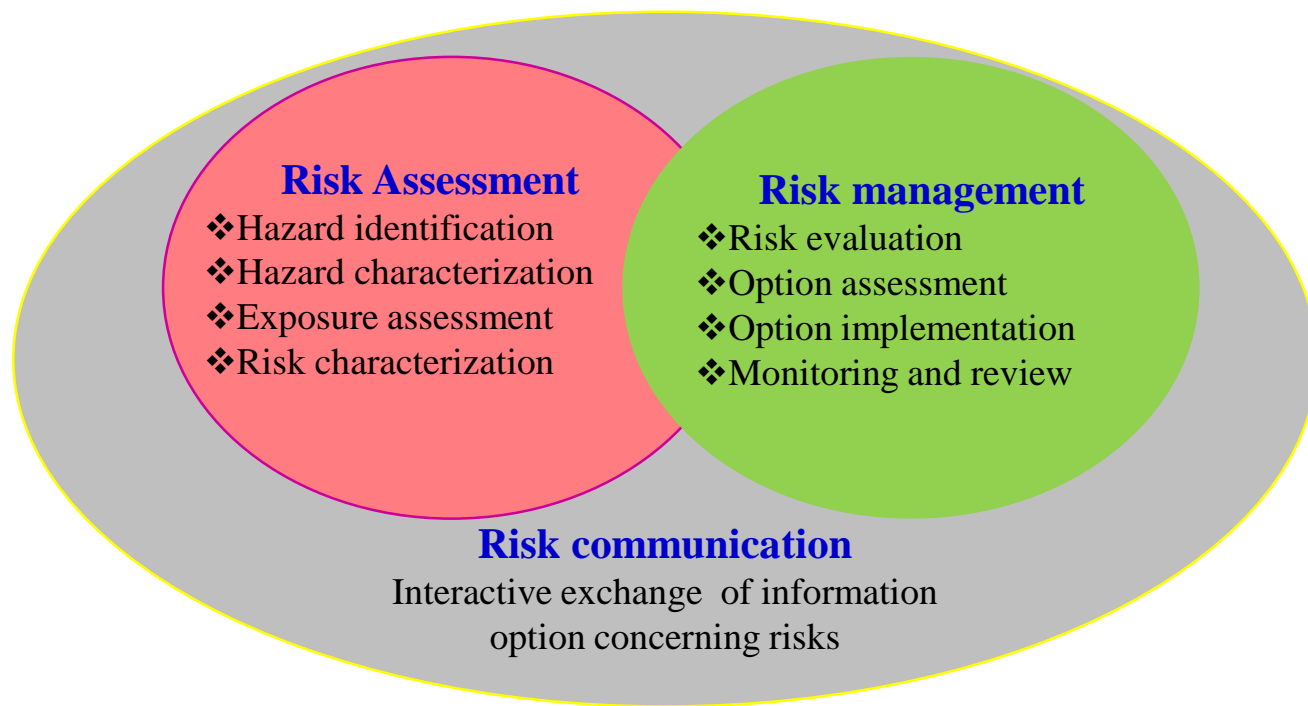 Risk Assessment
❖Hazard identification
❖Hazard characterization
❖Exposure assessment
❖Risk characterization
Risk management
❖Risk evaluation
❖Option assessment
❖Option implementation
❖Monitoring and review
Risk communication
Interactive exchange  of information
option concerning risks